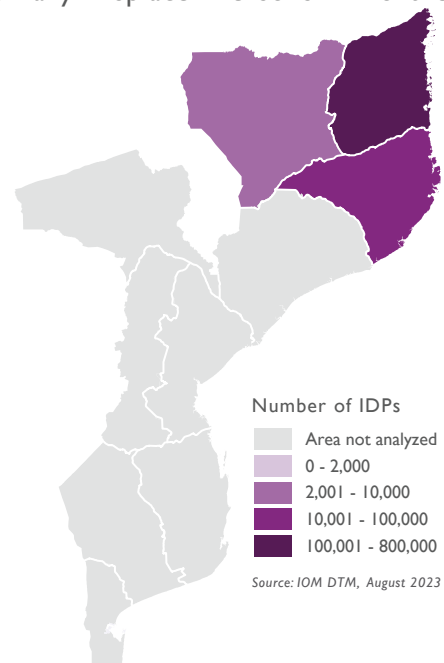 Number of IDPs
Area not analyzed
0 - 2,000
2,001 - 10,000
10,001 - 100,000
100,001 - 800,000
Source: IOM DTM, August 2023